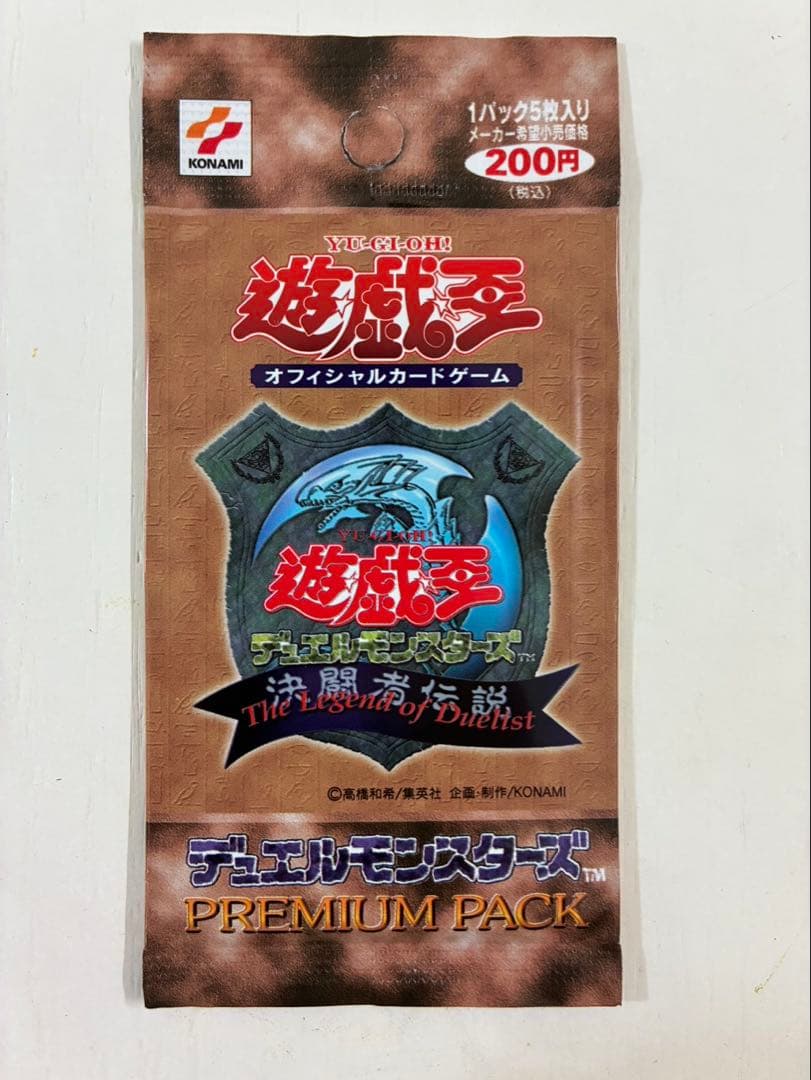 KONAMI
1パック5枚入り
メーカー希望小売価格
200円
(税込)
YU-GI-OH!
遊☆戯☆王
オフィシャルカードゲーム
YU-GI-OH!
遊☆戯☆王
デュエルモンスターズ™
決闘者伝説
The Legend of Duelist
©高橋和希/集英社 企画・制作/KONAMI
デュエルモンスターズ™
PREMIUM PACK